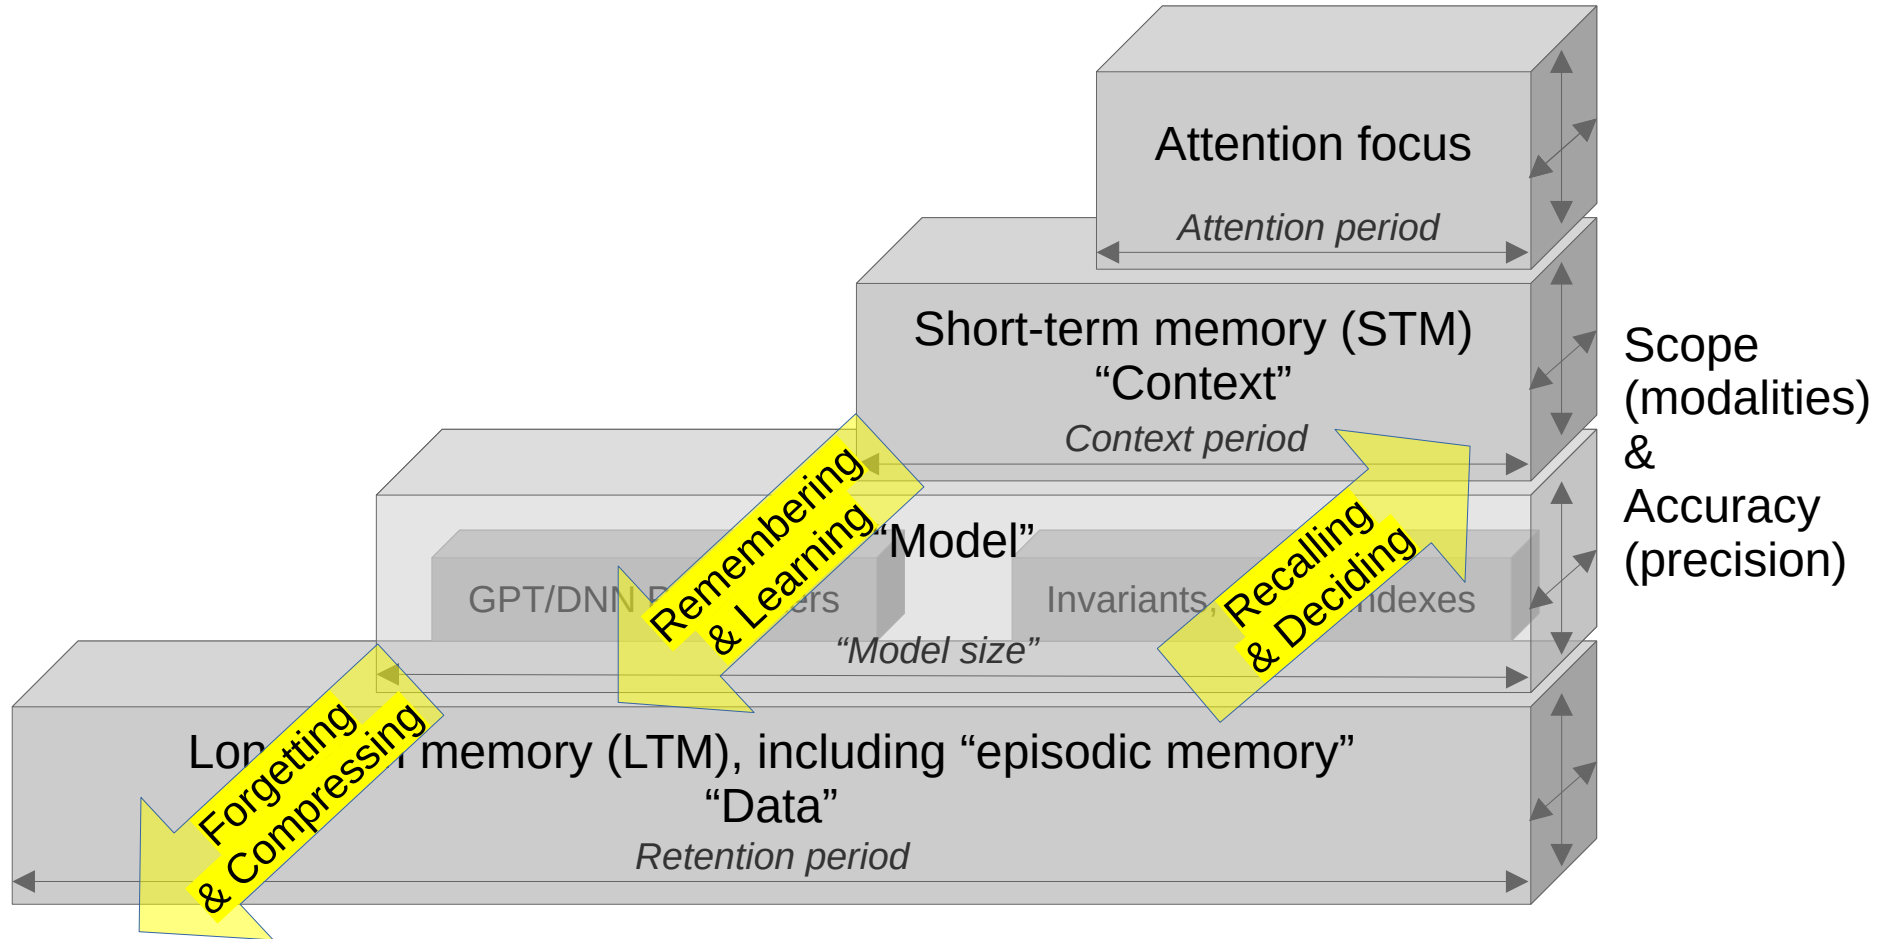 Attention focus
Attention period
Short-term memory (STM)
“Context”
Context period
Scope
(modalities)
&
Accuracy
(precision)
Remembering
& Learning
“Model”
Recalling
& Deciding
GPT/DNN
Invariants, indexes
“Model size”
Forgetting
& Compressing
memory (LTM), including “episodic memory”
“Data”
Retention period